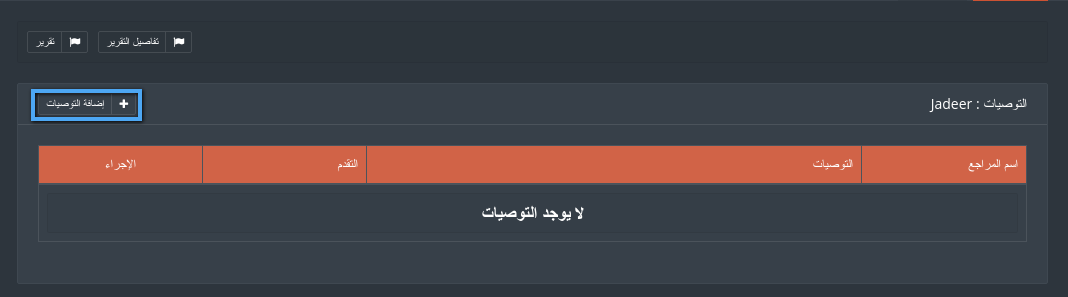 تفاصيل التقرير
تقرير
التوصيات : Jadeer
إضافة التوصيات
اسم المراجع
التوصيات
التقدم
الإجراء
لا يوجد التوصيات